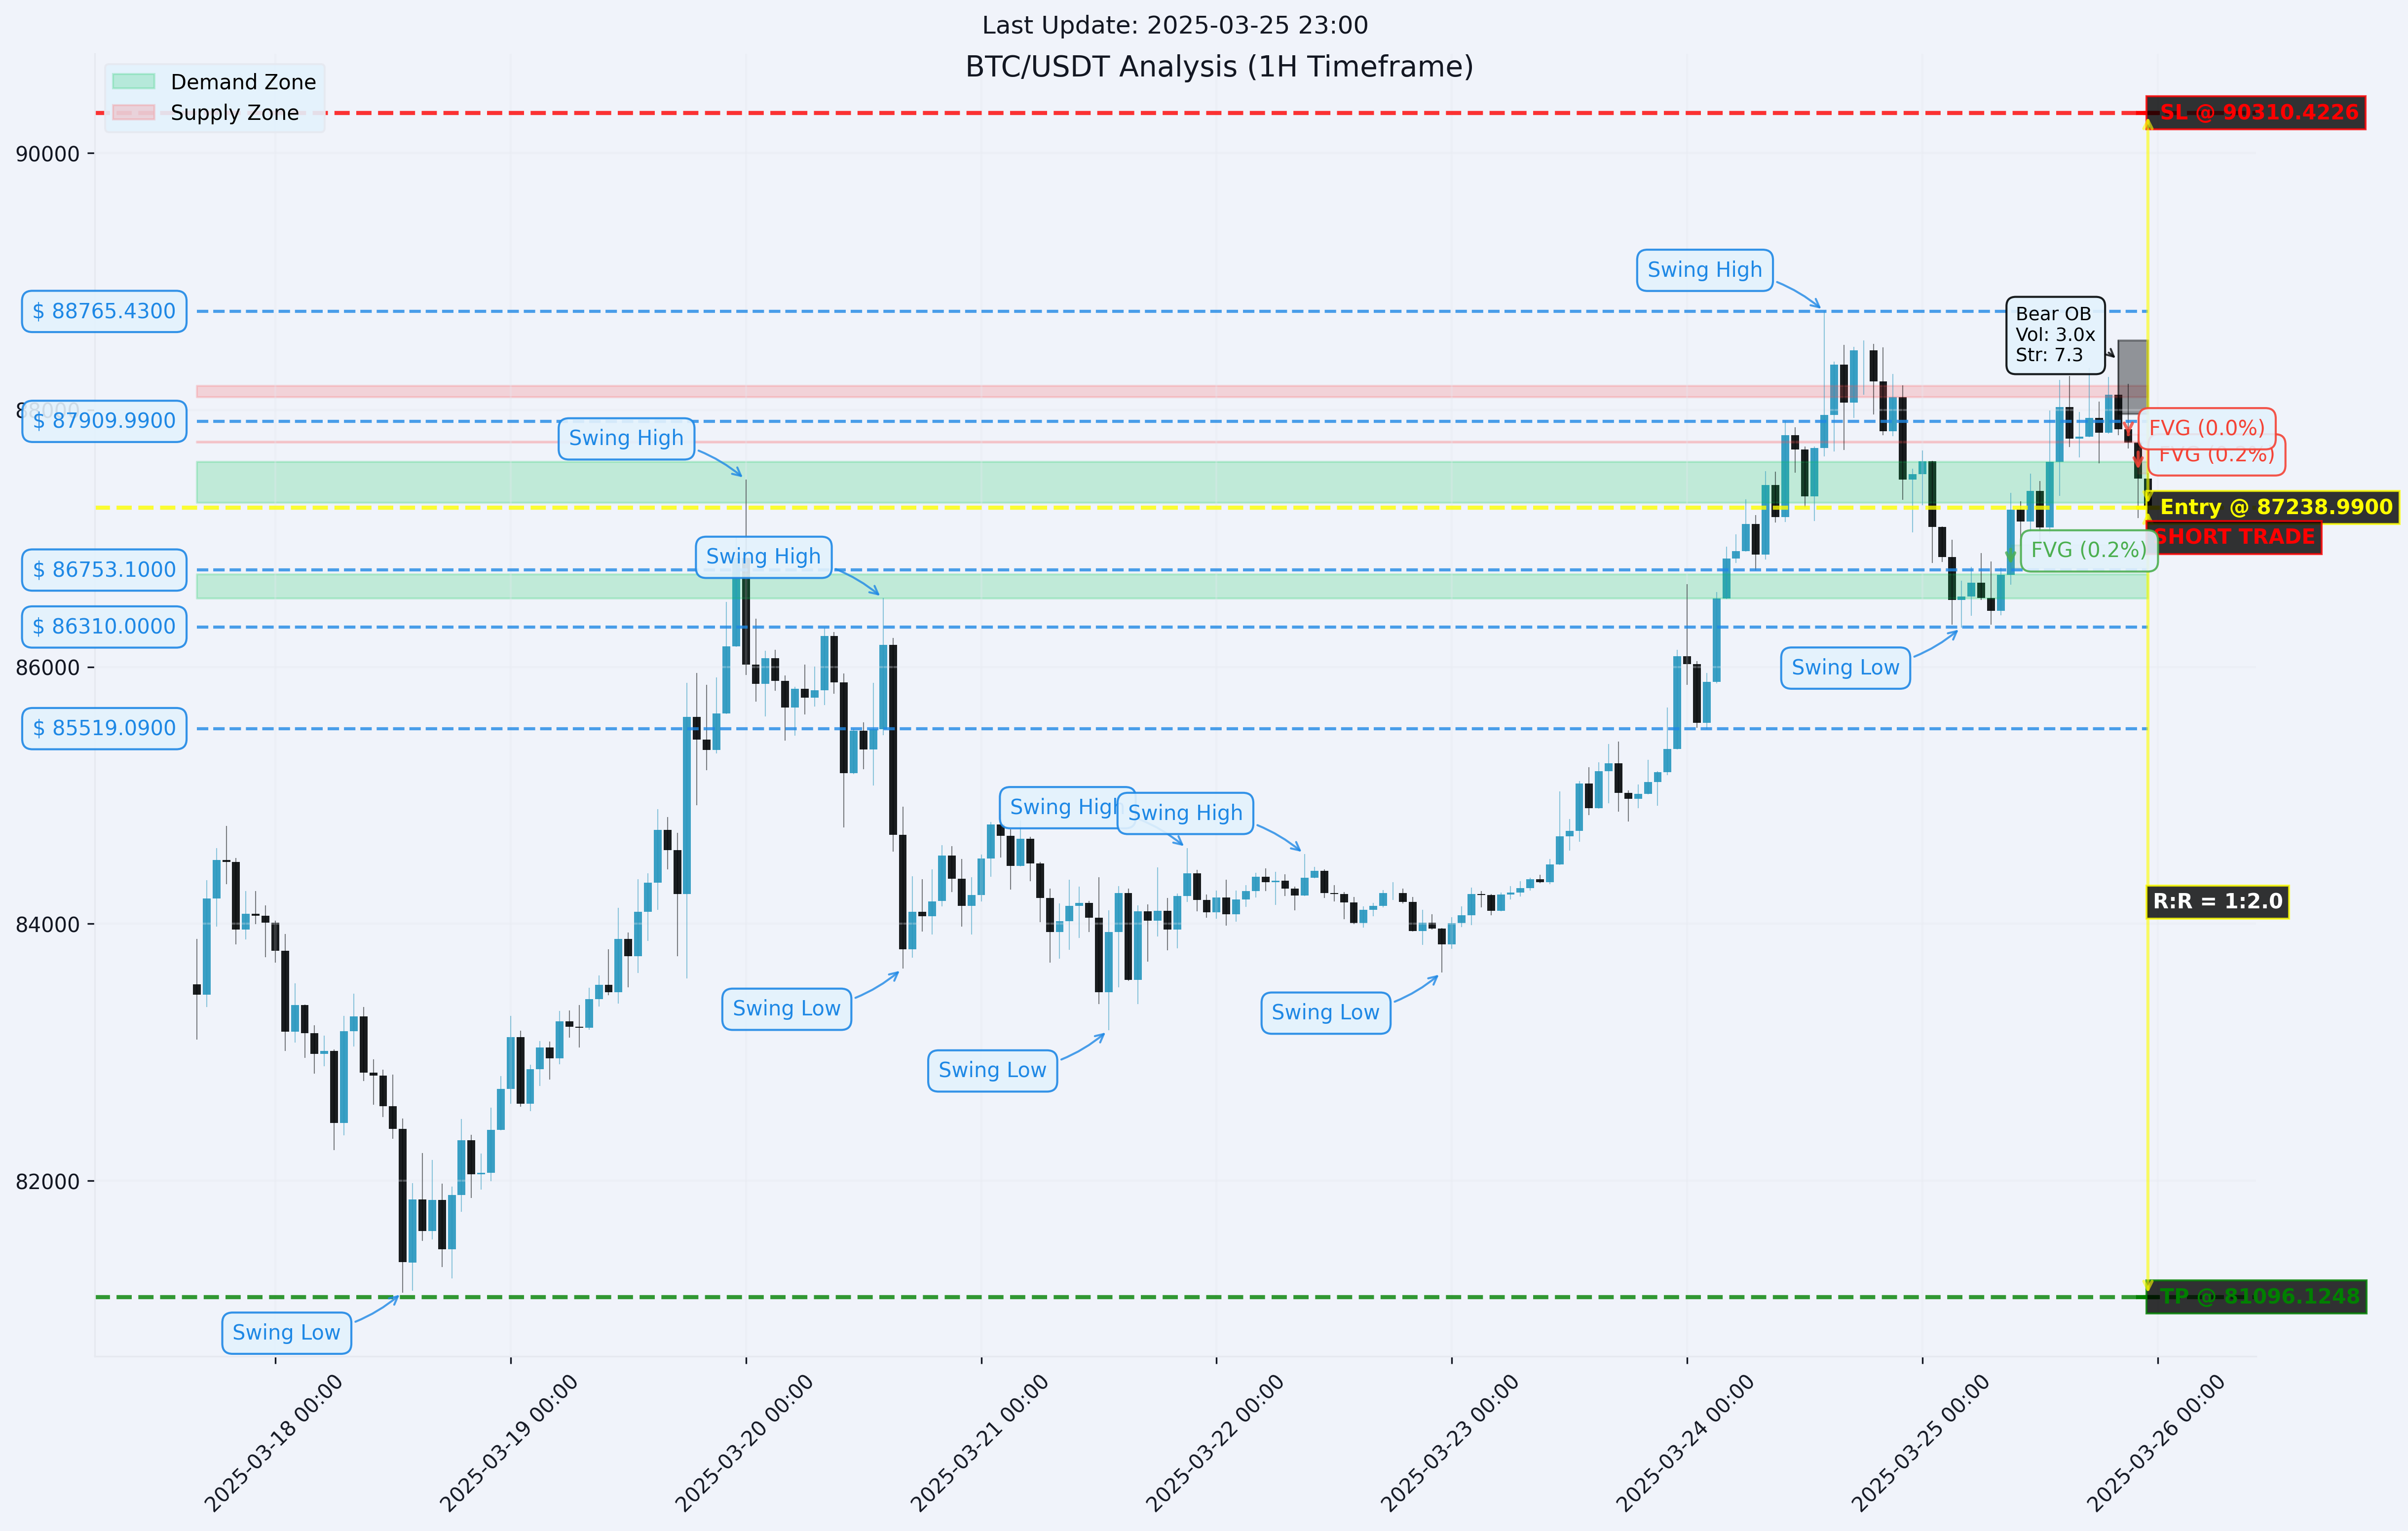 Last Update: 2025-03-25 23:00
BTC/USDT Analysis (1H Timeframe)
Demand Zone
Supply Zone
SL @ 90310.4226
90000
Swing High
$ 88765.4300
Bear OB
Vol: 3.0x
Str: 7.3
88000
$ 87909.9900
Swing High
FVG (0.0%)
FVG (0.2%)
Entry @ 87238.9900
SHORT TRADE
Swing High
FVG (0.2%)
$ 86753.1000
$ 86310.0000
86000
Swing Low
$ 85519.0900
Swing High
Swing High
R:R = 1:2.0
84000
Swing Low
Swing Low
Swing Low
82000
TP @ 81096.1248
Swing Low
2025-03-18 00:00
2025-03-19 00:00
2025-03-20 00:00
2025-03-21 00:00
2025-03-22 00:00
2025-03-23 00:00
2025-03-24 00:00
2025-03-25 00:00
2025-03-26 00:00